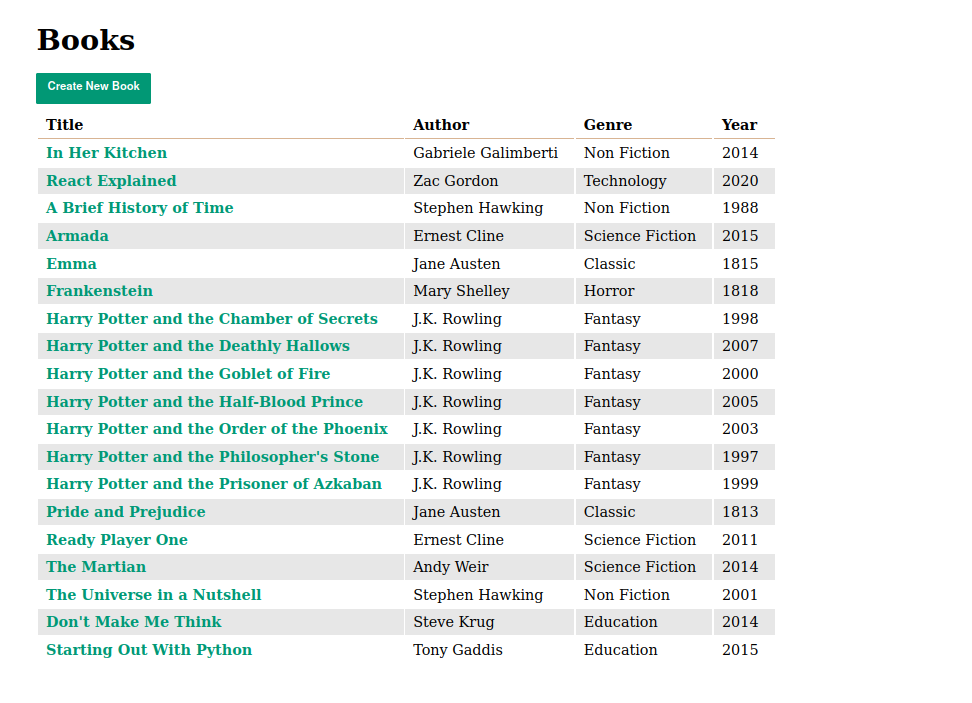 Books
Create New Book
Title Author Genre Year
In Her Kitchen Gabriele Galimberti Non Fiction 2014
React Explained Zac Gordon Technology 2020
A Brief History of Time Stephen Hawking Non Fiction 1988
Armada Ernest Cline Science Fiction 2015
Emma Jane Austen Classic 1815
Frankenstein Mary Shelley Horror 1818
Harry Potter and the Chamber of Secrets J.K. Rowling Fantasy 1998
Harry Potter and the Deathly Hallows J.K. Rowling Fantasy 2007
Harry Potter and the Goblet of Fire J.K. Rowling Fantasy 2000
Harry Potter and the Half-Blood Prince J.K. Rowling Fantasy 2005
Harry Potter and the Order of the Phoenix J.K. Rowling Fantasy 2003
Harry Potter and the Philosopher's Stone J.K. Rowling Fantasy 1997
Harry Potter and the Prisoner of Azkaban J.K. Rowling Fantasy 1999
Pride and Prejudice Jane Austen Classic 1813
Ready Player One Ernest Cline Science Fiction 2011
The Martian Andy Weir Science Fiction 2014
The Universe in a Nutshell Stephen Hawking Non Fiction 2001
Don't Make Me Think Steve Krug Education 2014
Starting Out With Python Tony Gaddis Education 2015